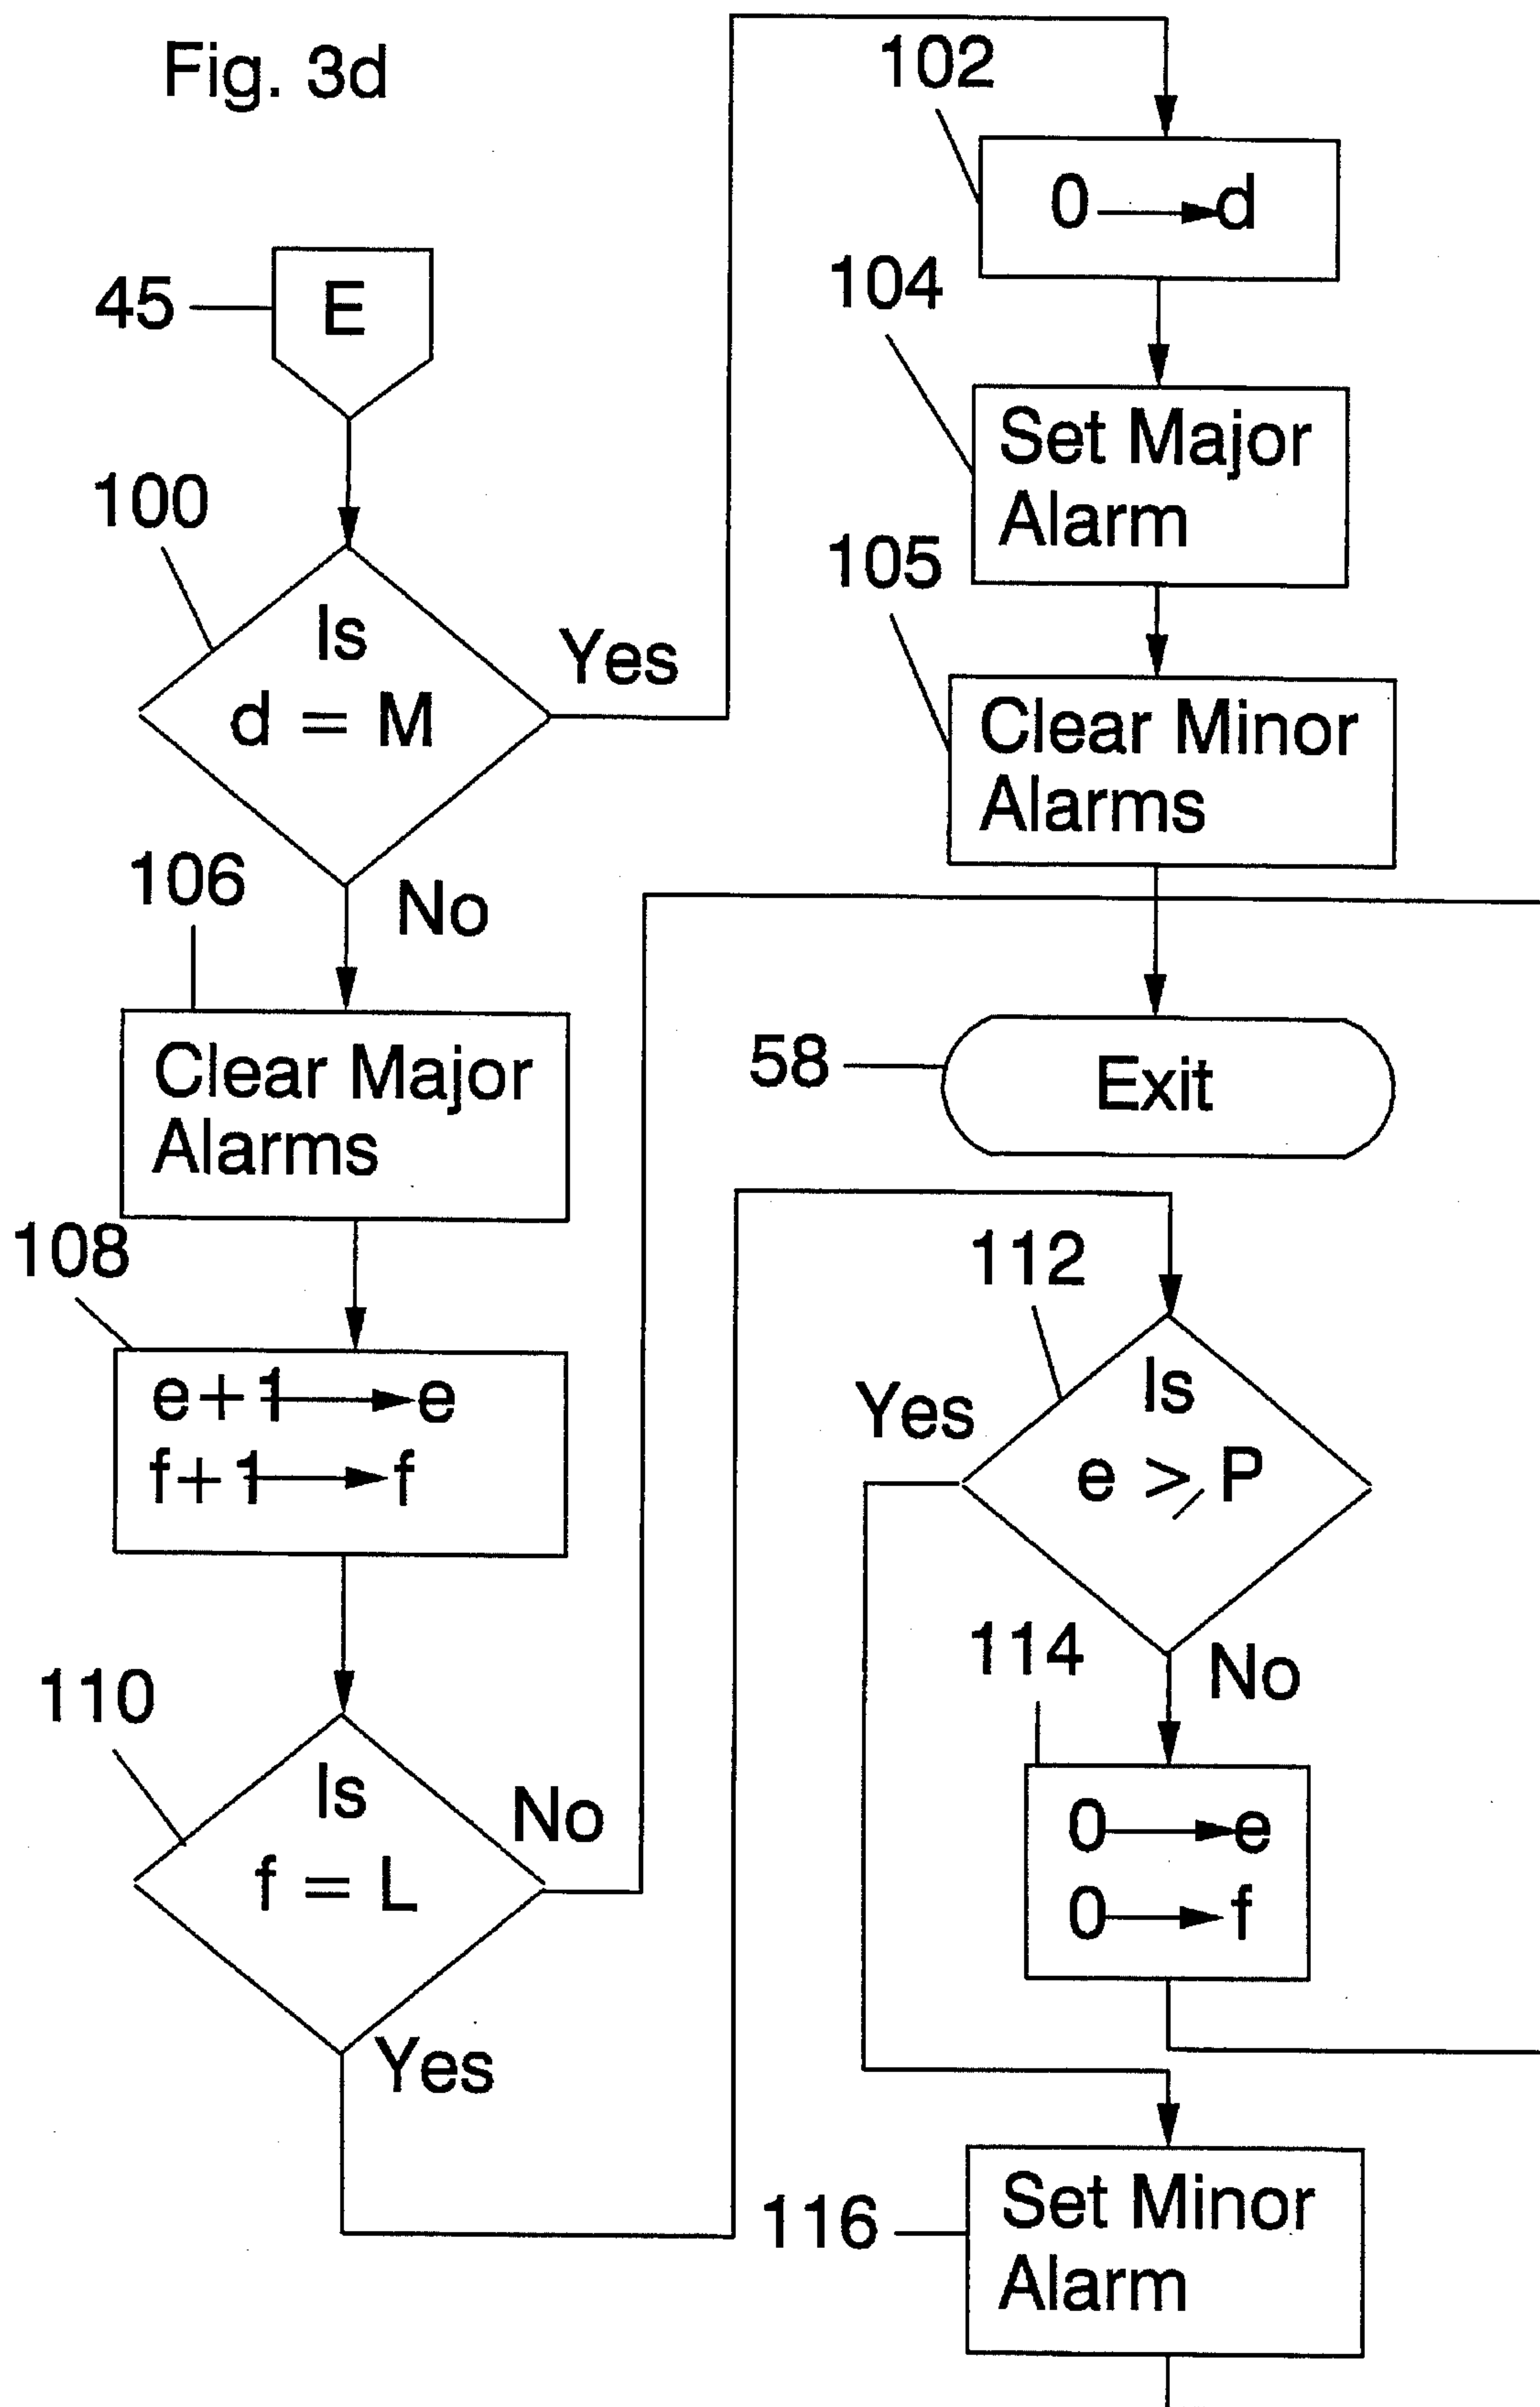 Fig. 3d
45
E
100
Is
d = M
Yes
No
102
0 → d
104
Set Major
Alarm
105
Clear Minor
Alarms
58
Exit
106
Clear Major
Alarms
108
e+1 → e
f+1 → f
110
Is
f = L
No
Yes
112
Is
e ⩾ P
Yes
No
114
0 → e
0 → f
116
Set Minor
Alarm